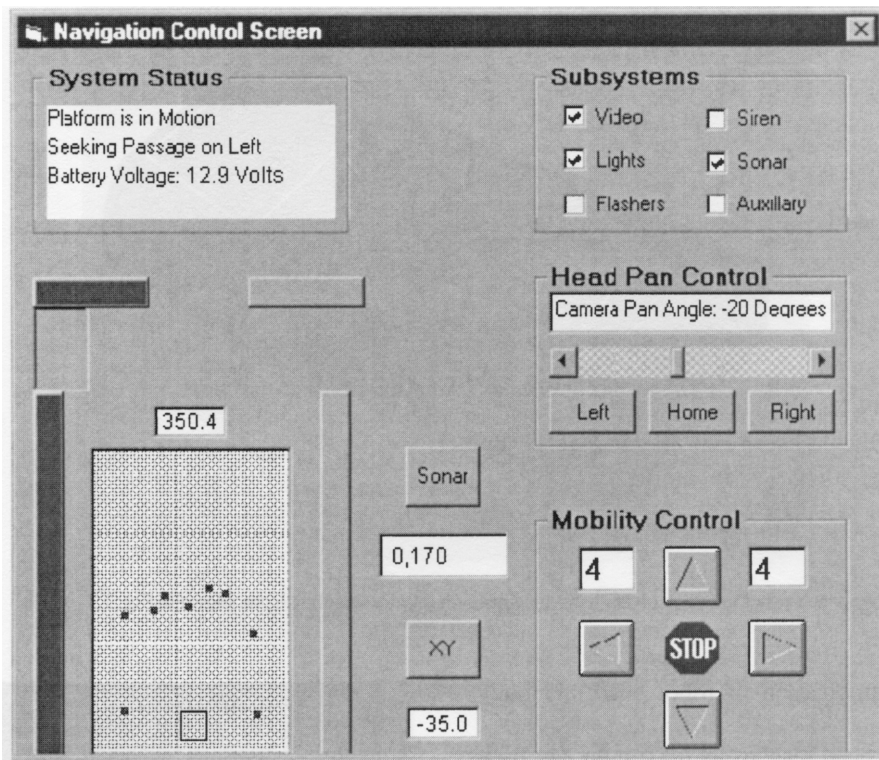 Navigation Control Screen
System Status
Platform is in Motion
Seeking Passage on Left
Battery Voltage: 12.9 Volts
Subsystems
Video
Siren
Lights
Sonar
Flashers
Auxillary
Head Pan Control
Camera Pan Angle: -20 Degrees
Left
Home
Right
350.4
Sonar
0,170
XY
-35.0
Mobility Control
4
4
STOP